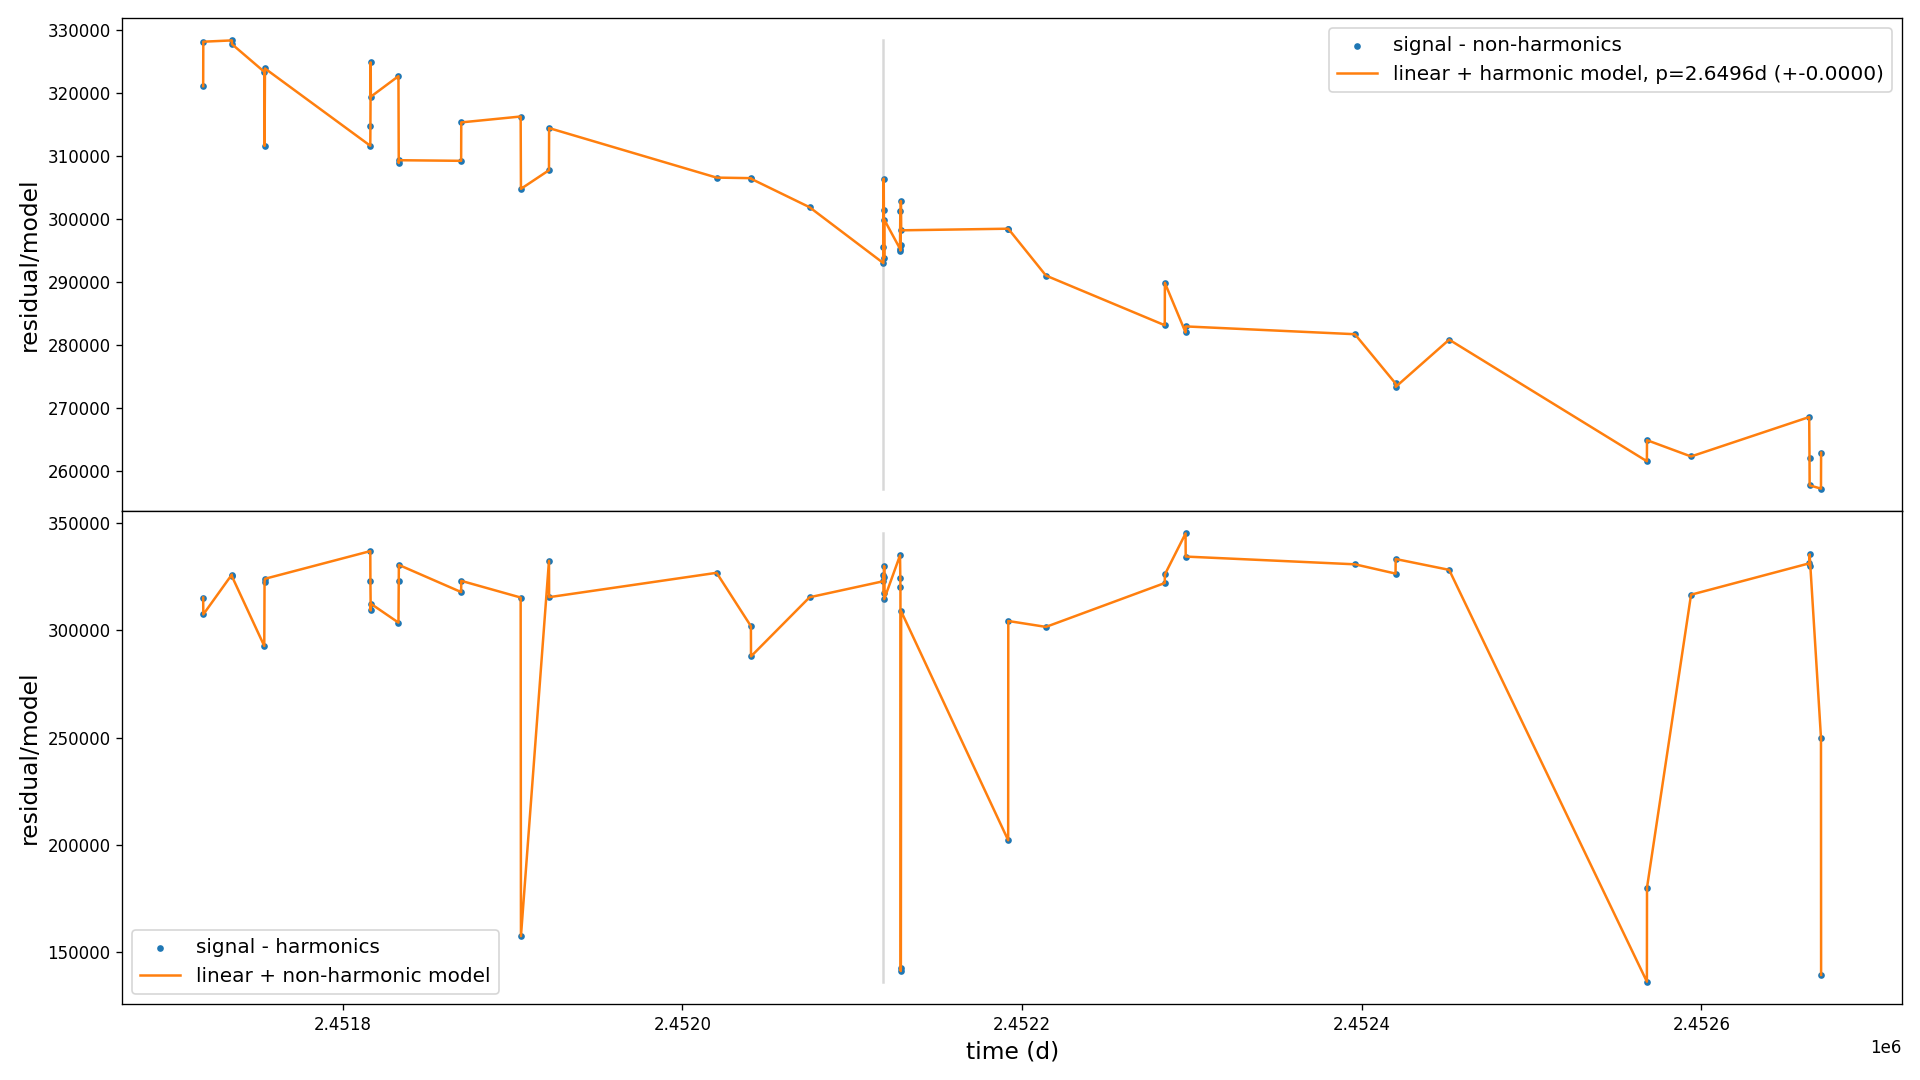 330000
320000
310000
300000
290000
280000
270000
260000
residual/model
signal - non-harmonics
linear + harmonic model, p=2.6496d (+-0.0000)
350000
300000
250000
200000
150000
residual/model
signal - harmonics
linear + non-harmonic model
2.4518
2.4520
2.4522
2.4524
2.4526
time (d)
1e6